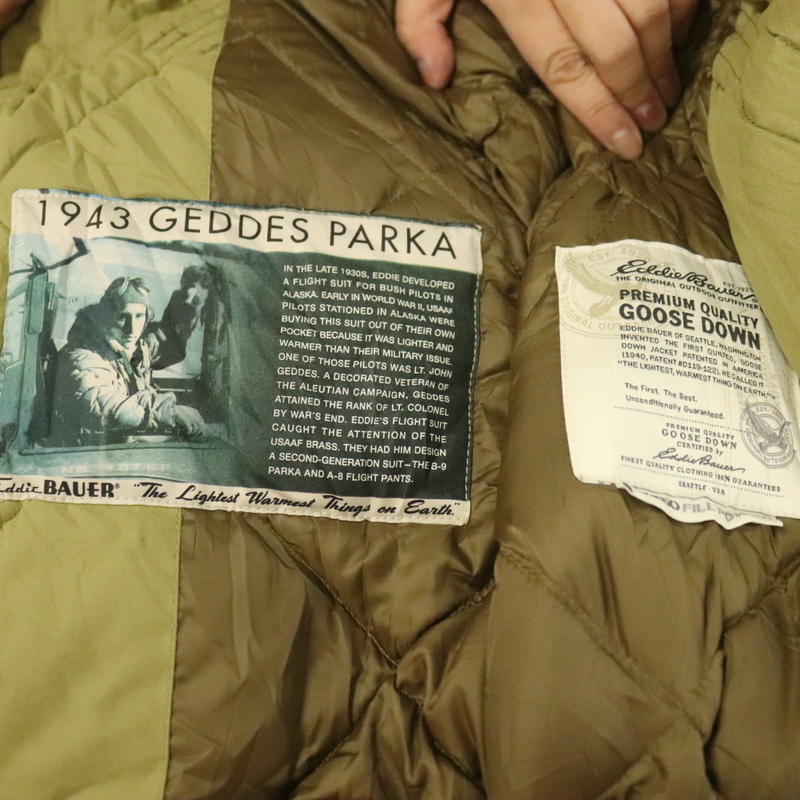 1943 GEDDES PARKA
IN THE LATE 1930S, EDDIE DEVELOPED
A FLIGHT SUIT FOR BUSH PILOTS IN
ALASKA. EARLY IN WORLD WAR II, USAAF
PILOTS STATIONED IN ALASKA WERE
BUYING THIS SUIT OUT OF THEIR OWN
POCKET BECAUSE IT WAS LIGHTER AND
WARMER THAN THEIR MILITARY ISSUE
ONE OF THOSE PILOTS WAS LT. JOHN
GEDDES. A DECORATED VETERAN OF
THE ALEUTIAN CAMPAIGN, GEDDES
ATTAINED THE RANK OF LT. COLONEL
BY WAR'S END. EDDIE'S FLIGHT SUIT
CAUGHT THE ATTENTION OF THE
USAAF BRASS. THEY HAD HIM DESIGN
A SECOND-GENERATION SUIT—THE B-9
PARKA AND A-8 FLIGHT PANTS.
Eddie BAUER® "The Lightest Warmest Things on Earth"
EST. 1920
Eddie Bauer
THE ORIGINAL OUTDOOR OUTFITTER
PREMIUM QUALITY
GOOSE DOWN
EDDIE BAUER OF SEATTLE, WASHINGTON
INVENTED THE FIRST QUILTED, GOOSE
DOWN JACKET PATENTED IN AMERICA
(1940, PATENT #D119-122). HE CALLED IT
"THE LIGHTEST, WARMEST THING ON EARTH."
The First. The Best.
Unconditionally Guaranteed.
PREMIUM QUALITY
GOOSE DOWN
CERTIFIED BY
Eddie Bauer
FINEST QUALITY CLOTHING 100% GUARANTEED
SEATTLE · USA
FILL